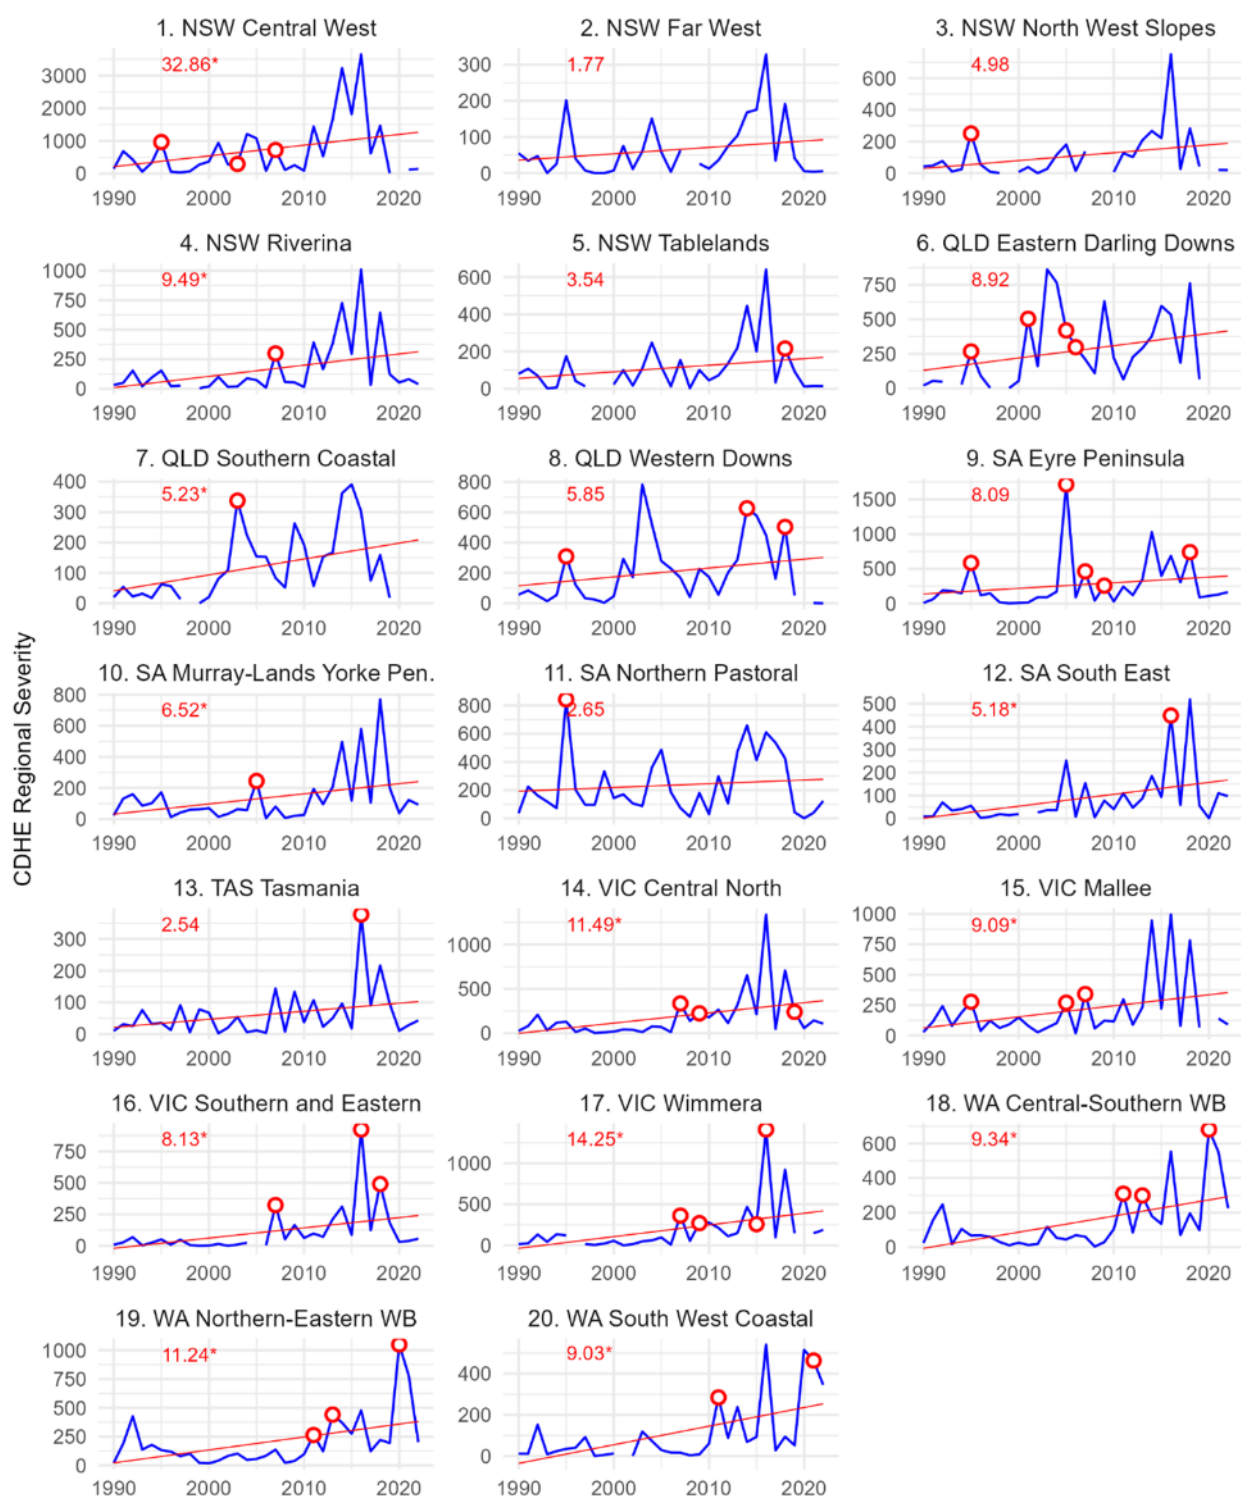 CDHE Regional Severity
1. NSW Central West
32.86*
3000
2000
1000
0
1990 2000 2010 2020
2. NSW Far West
1.77
300
200
100
0
1990 2000 2010 2020
3. NSW North West Slopes
4.98
600
400
200
0
1990 2000 2010 2020
4. NSW Riverina
9.49*
1000
750
500
250
0
1990 2000 2010 2020
5. NSW Tablelands
3.54
600
400
200
0
1990 2000 2010 2020
6. QLD Eastern Darling Downs
8.92
750
500
250
0
1990 2000 2010 2020
7. QLD Southern Coastal
5.23*
400
300
200
100
0
1990 2000 2010 2020
8. QLD Western Downs
5.85
800
600
400
200
0
1990 2000 2010 2020
9. SA Eyre Peninsula
8.09
1500
1000
500
0
1990 2000 2010 2020
10. SA Murray-Lands Yorke Pen.
6.52*
800
600
400
200
0
1990 2000 2010 2020
11. SA Northern Pastoral
2.65
800
600
400
200
0
1990 2000 2010 2020
12. SA South East
5.18*
500
400
300
200
100
0
1990 2000 2010 2020
13. TAS Tasmania
2.54
300
200
100
0
1990 2000 2010 2020
14. VIC Central North
11.49*
1000
500
0
1990 2000 2010 2020
15. VIC Mallee
9.09*
1000
750
500
250
0
1990 2000 2010 2020
16. VIC Southern and Eastern
8.13*
750
500
250
0
1990 2000 2010 2020
17. VIC Wimmera
14.25*
1000
500
0
1990 2000 2010 2020
18. WA Central-Southern WB
9.34*
600
400
200
0
1990 2000 2010 2020
19. WA Northern-Eastern WB
11.24*
1000
750
500
250
0
1990 2000 2010 2020
20. WA South West Coastal
9.03*
400
200
0
1990 2000 2010 2020